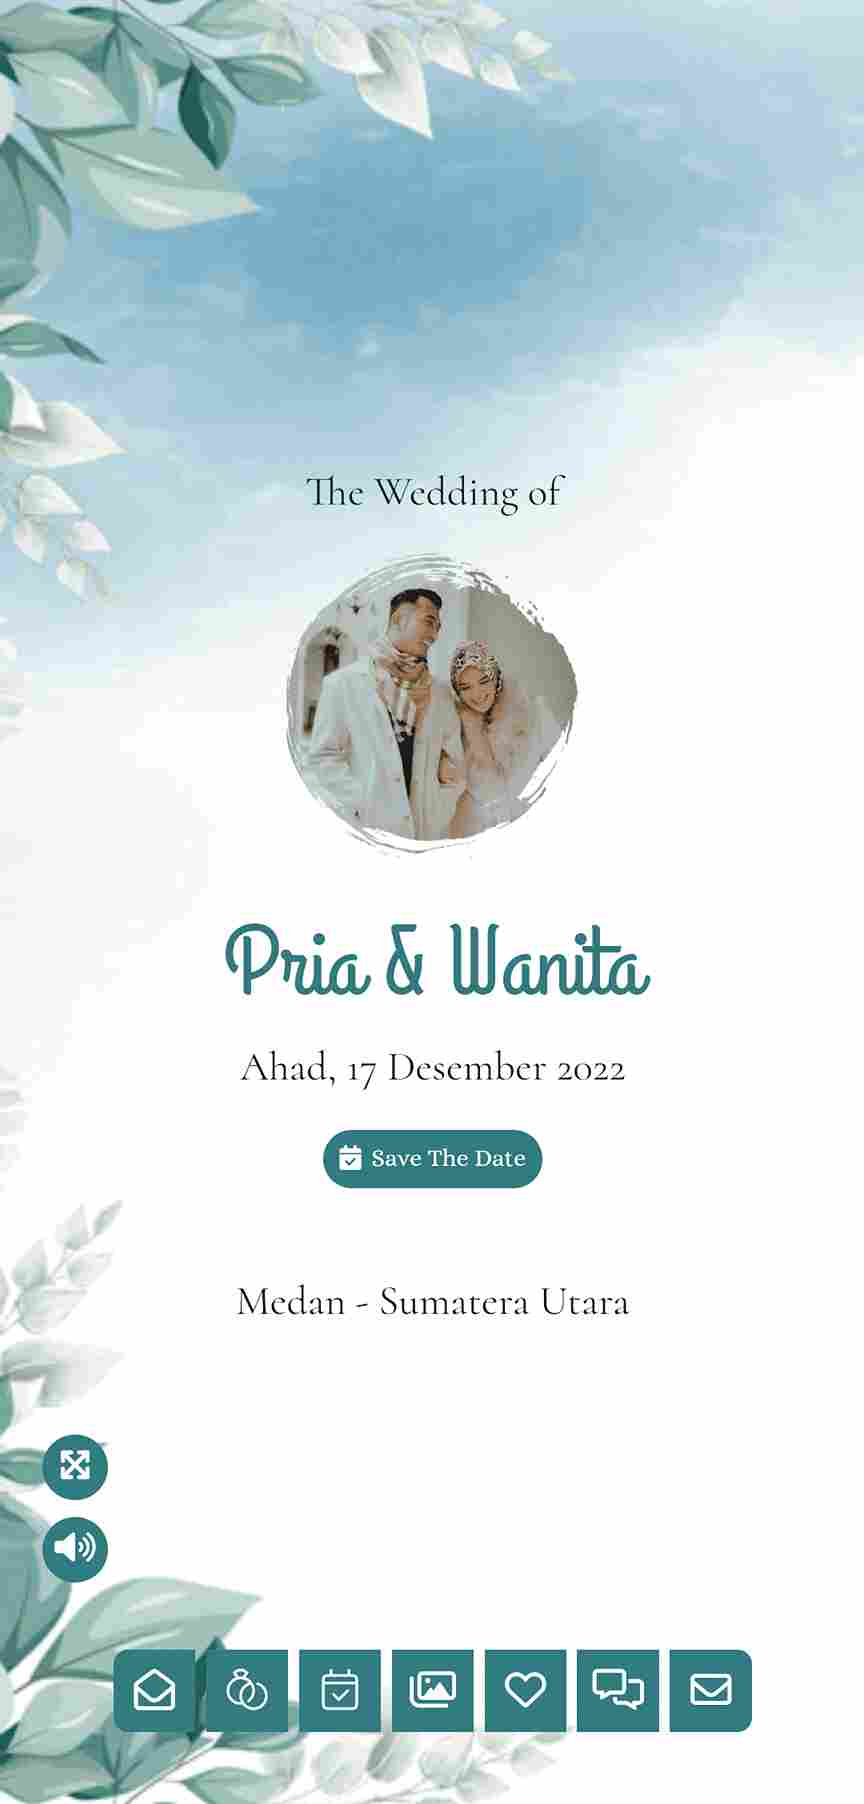 The Wedding of
Pria & Wanita
Ahad, 17 Desember 2022
Save The Date
Medan - Sumatera Utara